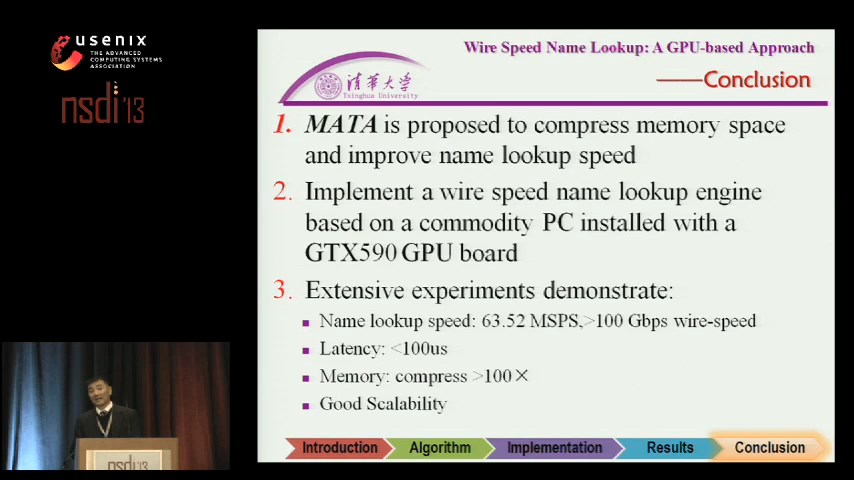 usenix
THE ADVANCED
COMPUTING SYSTEMS
ASSOCIATION
nsdi '13
Wire Speed Name Lookup: A GPU-based Approach
——Conclusion
清华大学
Tsinghua University
1. MATA is proposed to compress memory space
and improve name lookup speed
2. Implement a wire speed name lookup engine
based on a commodity PC installed with a
GTX590 GPU board
3. Extensive experiments demonstrate:
▪ Name lookup speed: 63.52 MSPS,>100 Gbps wire-speed
▪ Latency: <100us
▪ Memory: compress >100×
▪ Good Scalability
Introduction Algorithm Implementation Results Conclusion
nsdi'13